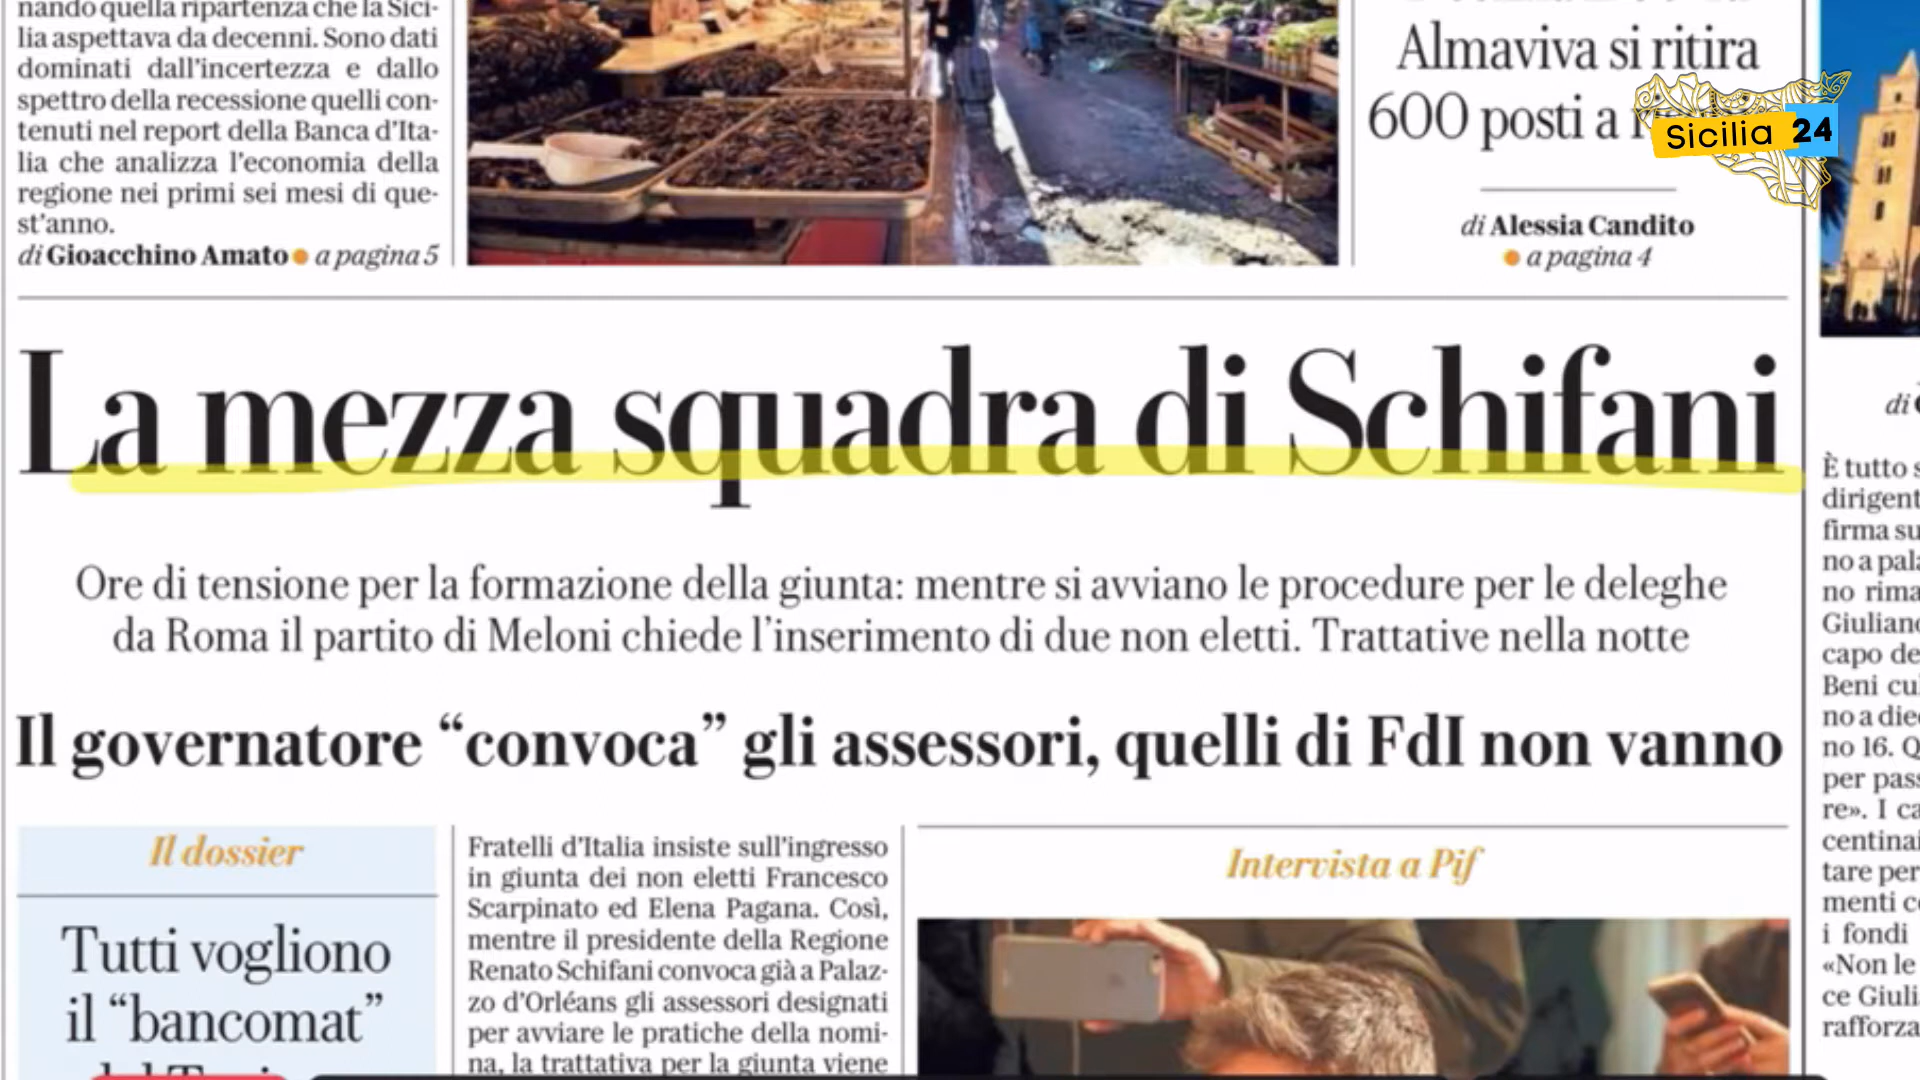 nando quella ripartenza che la Sici-
lia aspettava da decenni. Sono dati
dominati dall'incertezza e dallo
spettro della recessione quelli con-
tenuti nel report della Banca d'Ita-
lia che analizza l'economia della
regione nei primi sei mesi di que-
st'anno.
di Gioacchino Amato ● a pagina 5
Almaviva si ritira
600 posti a
di Alessia Candito
● a pagina 4
Sicilia 24
La mezza squadra di Schifani
Ore di tensione per la formazione della giunta: mentre si avviano le procedure per le deleghe
da Roma il partito di Meloni chiede l'inserimento di due non eletti. Trattative nella notte
Il governatore “convoca” gli assessori, quelli di FdI non vanno
Il dossier
Tutti vogliono
il “bancomat”
Fratelli d'Italia insiste sull'ingresso
in giunta dei non eletti Francesco
Scarpinato ed Elena Pagana. Così,
mentre il presidente della Regione
Renato Schifani convoca già a Palaz-
zo d'Orléans gli assessori designati
per avviare le pratiche della nomi-
na, la trattativa per la giunta viene
Intervista a Pif
di
È tutto
dirigent
firma su
no a pala
no rima
Giuliano
capo de
Beni cul
no a diec
no 16. Q
per pass
re». I ca
centinai
tare per
menti co
i fondi
«Non le
ce Giuli
rafforza